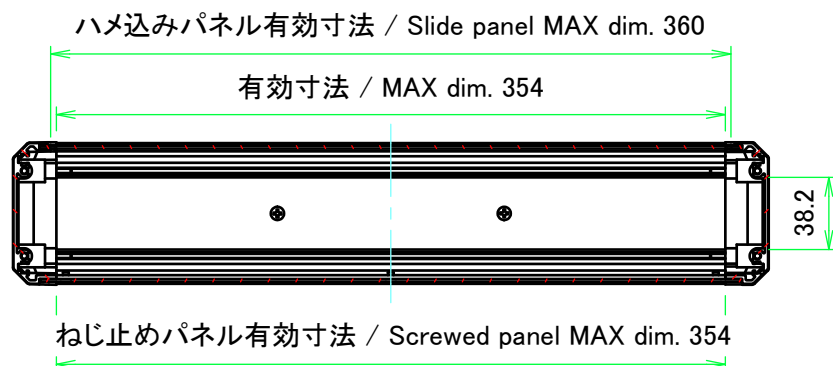 ハメ込みパネル有効寸法 / Slide panel MAX dim. 360
有効寸法 / MAX dim. 354
38.2
ねじ止めパネル有効寸法 / Screwed panel MAX dim. 354